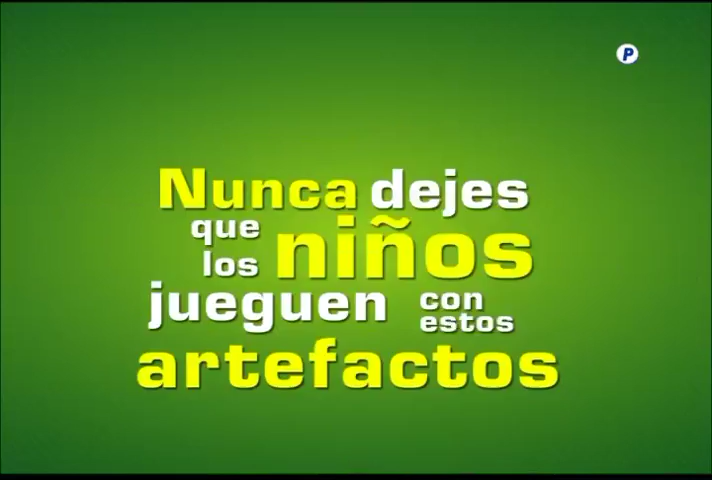 Nunca dejes
que
los niños
jueguen con
estos
artefactos
P